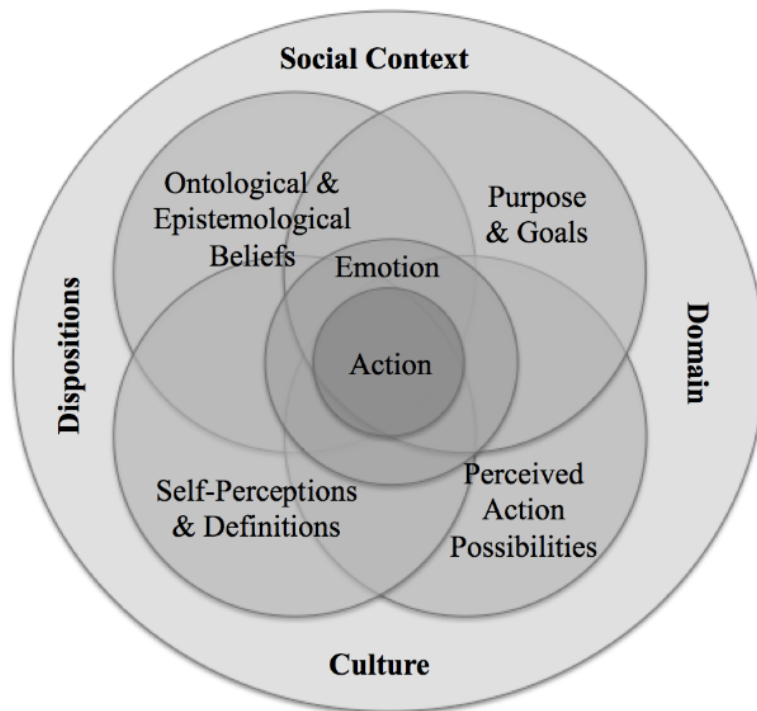 Social Context
Ontological &
Epistemological
Beliefs
Purpose
& Goals
Emotion
Dispositions
Domain
Action
Self-Perceptions
& Definitions
Perceived
Action
Possibilities
Culture